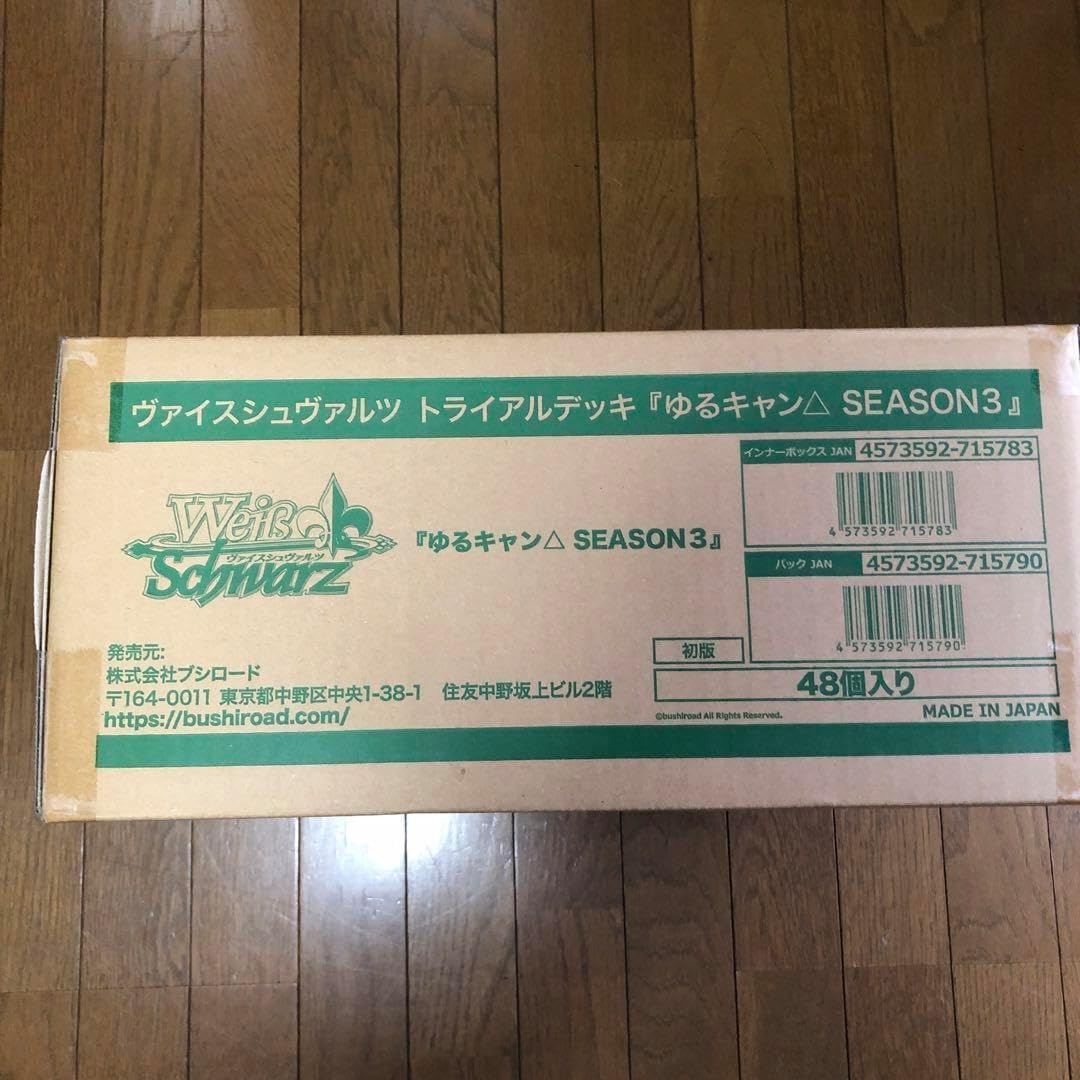 ヴァイスシュヴァルツ トライアルデッキ『ゆるキャン△ SEASON3』
インナーボックス JAN 4573592-715783
4 573592 715783
Weiß
ヴァイスシュヴァルツ
Schwarz
『ゆるキャン△ SEASON3』
パック JAN 4573592-715790
4 573592 715790
発売元:
株式会社ブシロード
〒164-0011 東京都中野区中央1-38-1 住友中野坂上ビル2階
https://bushiroad.com/
初版
48個入り
©bushiroad All Rights Reserved.
MADE IN JAPAN